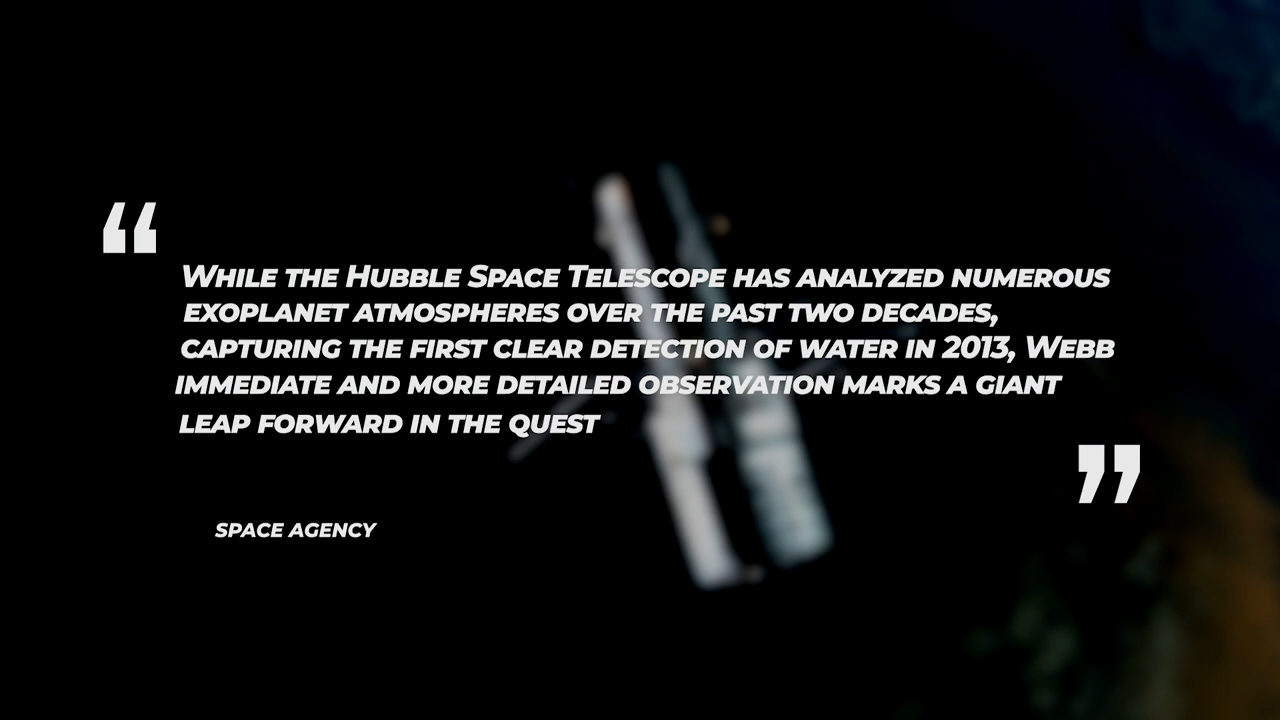 “
While the Hubble Space Telescope has analyzed numerous
exoplanet atmospheres over the past two decades,
capturing the first clear detection of water in 2013, Webb
immediate and more detailed observation marks a giant
leap forward in the quest
”
Space Agency